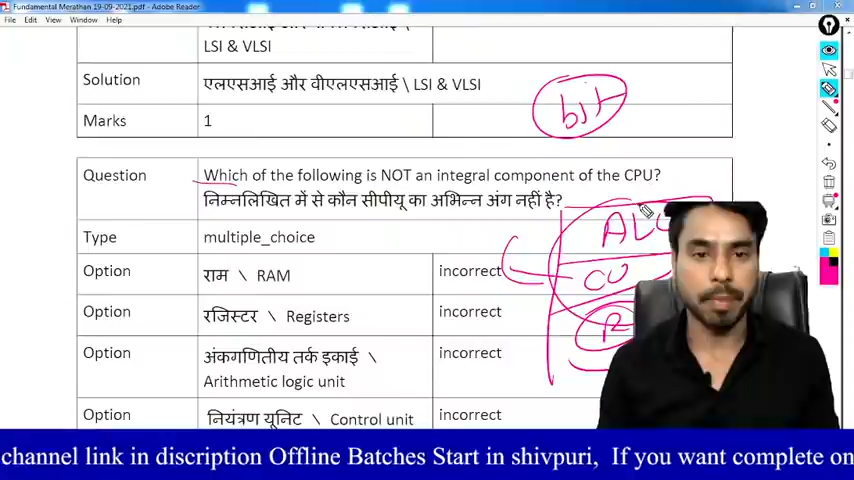 Fundamental Merathan 19-09-2021.pdf - Adobe Reader
File Edit View Window Help
LSI & VLSI
Solution एलएसआई और वीएलएसआई \ LSI & VLSI
bit
Marks 1
Question Which of the following is NOT an integral component of the CPU?
निम्नलिखित में से कौन सीपीयू का अभिन्न अंग नहीं है?
ALU
Type multiple_choice
Option राम \ RAM incorrect
CU
Option रजिस्टर \ Registers incorrect
R
Option अंकगणितीय तर्क इकाई \ incorrect
Arithmetic logic unit
Option नियंत्रण यूनिट \ Control unit incorrect
channel link in discription Offline Batches Start in shivpuri, If you want complete on